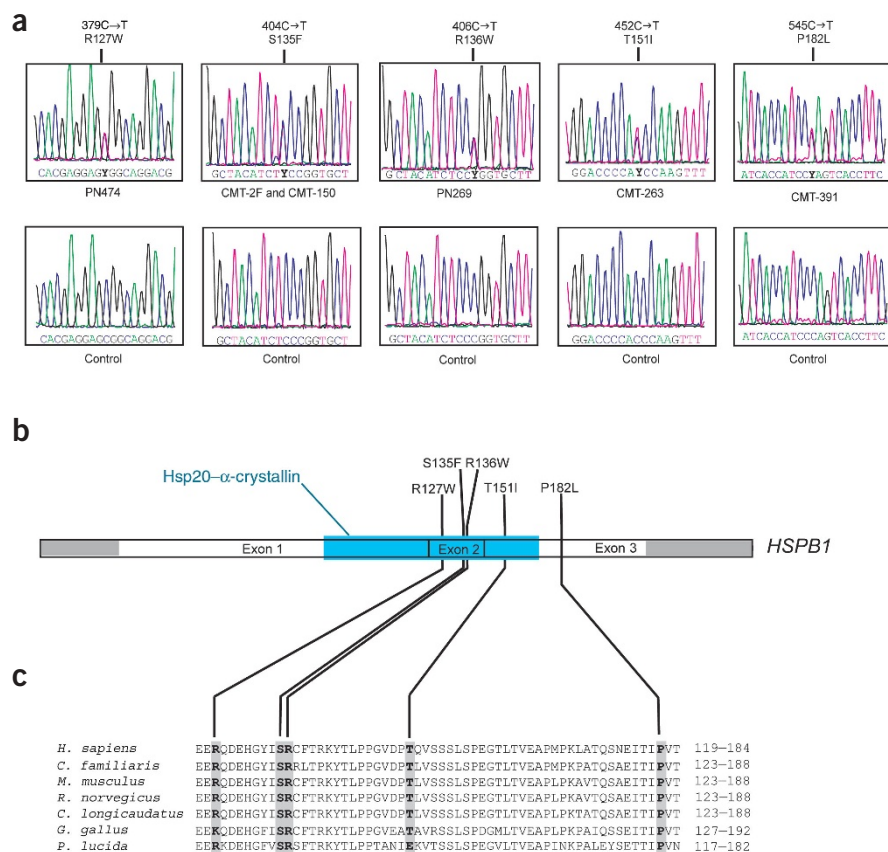 a
379C→T 404C→T 406C→T 452C→T 545C→T
R127W S135F R136W T151I P182L
CACGAGGAGYGGCAGGACG GCTACATCTYCCGGTGCT GCTACATCTCCYGGTGCTT GGACCCCAYCCAAGTTT ATCACCATCCYAGTCACCTTC
PN474 CMT-2F and CMT-150 PN269 CMT-263 CMT-391
CACGAGGAGCGGCAGGACG GCTACATCTCCCGGTGCT GCTACATCTCCCGGTGCTT GGACCCCACCCAAGTTT ATCACCATCCCAGTCACCTTC
Control Control Control Control Control
b
S135F R136W
Hsp20–α-crystallin
R127W T151I P182L
Exon 1 Exon 2 Exon 3 HSPB1
c
H. sapiens EERQDEHGYISRCFTRKYTLPPGVDPTQVSSSLSPEGTLTVEAPMPKLATQSNEITIPVT 119–184
C. familiaris EERQDEHGYISRRLTPKYTLPPGVDPTLVSSSLSPEGTLTVEAPMPKPATQSAEITIPVT 123–188
M. musculus EERQDEHGYISRCFTRKYTLPPGVDPTLVSSSLSPEGTLTVEAPLPKAVTQSAEITIPVT 123–188
R. norvegicus EERQDEHGYISRCFTRKYTLPPGVDPTLVSSSLSPEGTLTVEAPLPKAVTQSAEITIPVT 123–188
C. longicaudatus EERQDEHGYISRCFTRKYTLPPGVDPTLVSSSLSPEGTLTVEAPLPKPATQSAEITIPVT 123–188
G. gallus EEKQDEHGFISRCFTRKYTLPPGVEATAVRSSLSPDGMLTVEAPLPKPAIQSSEITIPVT 127–192
P. lucida EERKDEHGFVSRCFTRKYTLPPTANIEKVTSSLSPEGVLTVEAPINKPALEYSETTIPVN 117–182